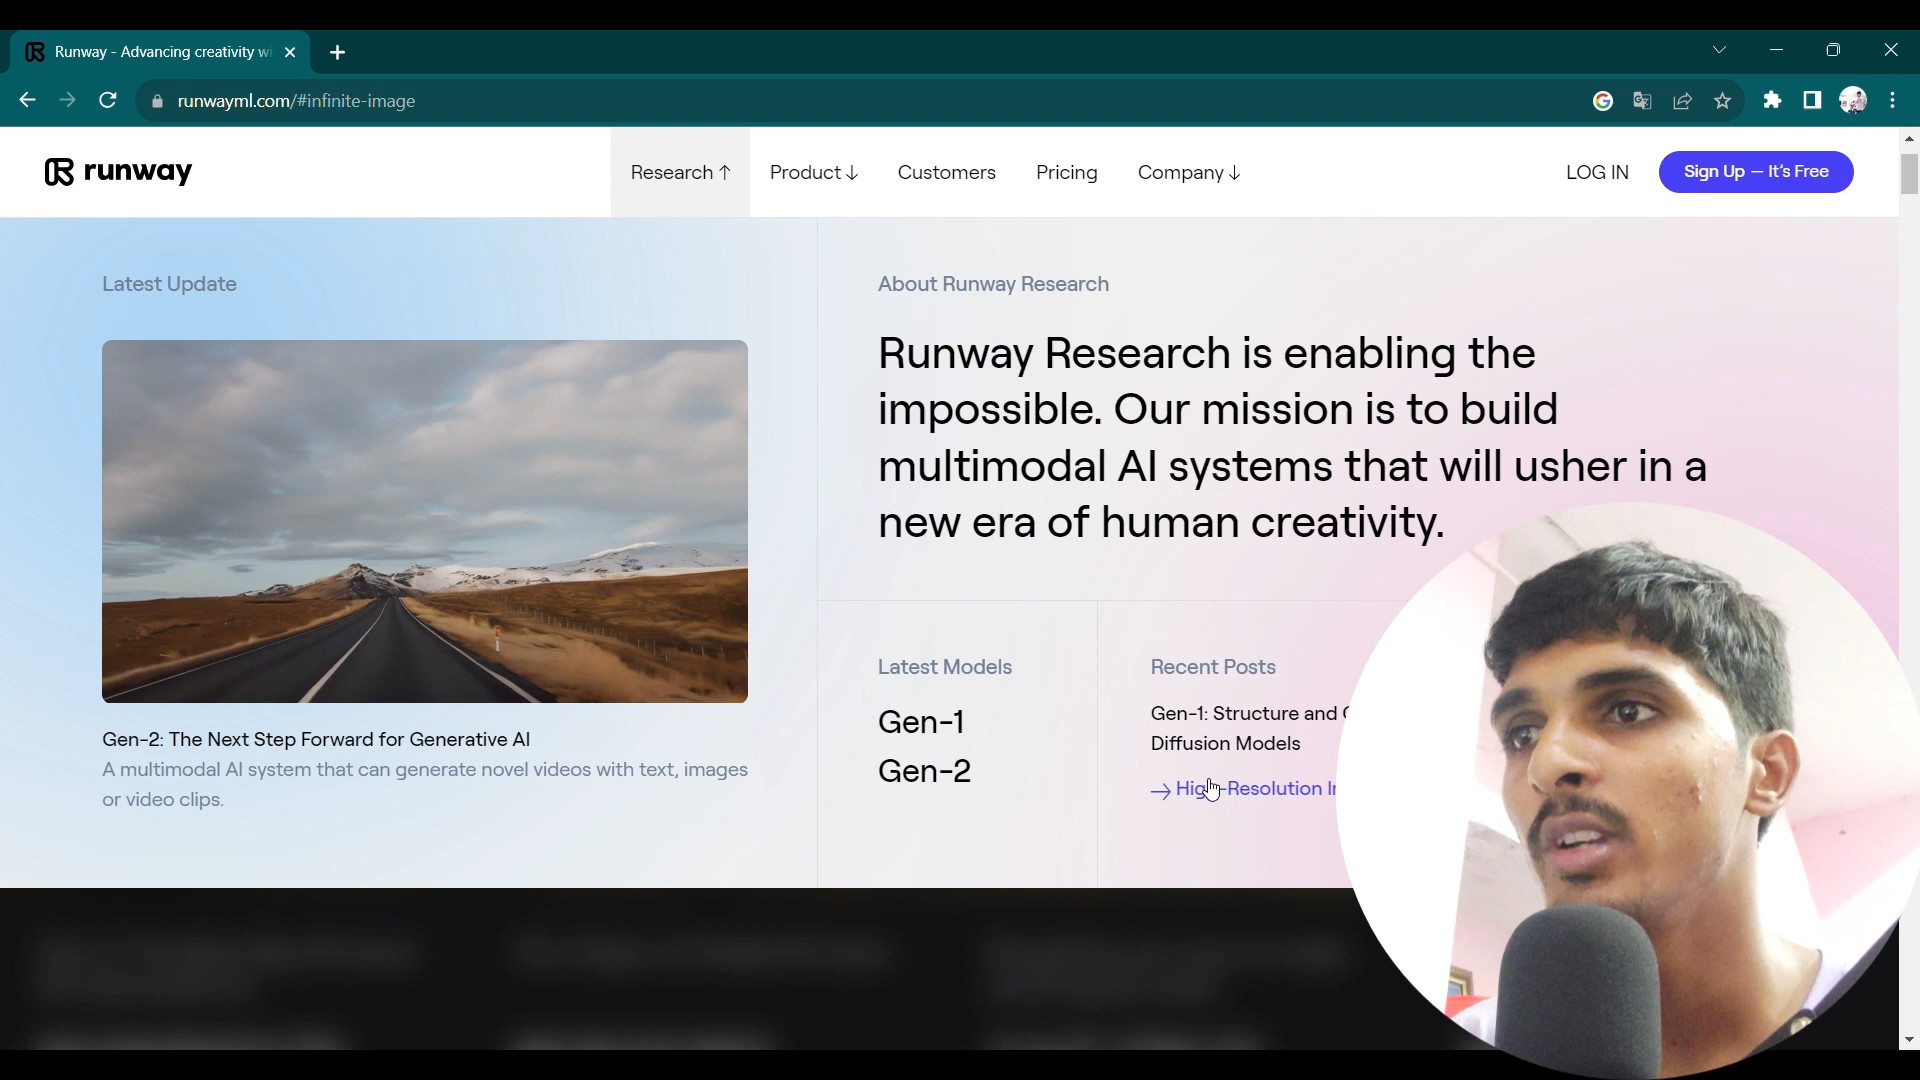 Runway - Advancing creativity wi
runwayml.com/#infinite-image
runway
Research ↑
Product ↓
Customers
Pricing
Company ↓
LOG IN
Sign Up — It's Free
Latest Update
Gen-2: The Next Step Forward for Generative AI
A multimodal AI system that can generate novel videos with text, images
or video clips.
About Runway Research
Runway Research is enabling the
impossible. Our mission is to build
multimodal AI systems that will usher in a
new era of human creativity.
Latest Models
Gen-1
Gen-2
Recent Posts
Gen-1: Structure and
Diffusion Models
→ High-Resolution